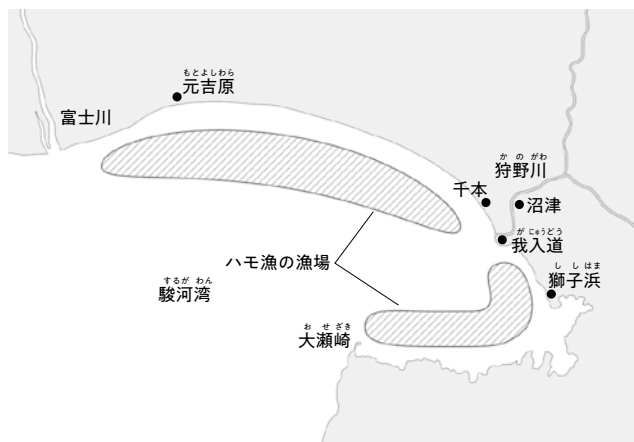 もとよしわら
元吉原
富士川
かのがわ
狩野川
千本
沼津
がにゅうどう
我入道
ハモ漁の漁場
ししはま
獅子浜
するがわん
駿河湾
おせざき
大瀬崎